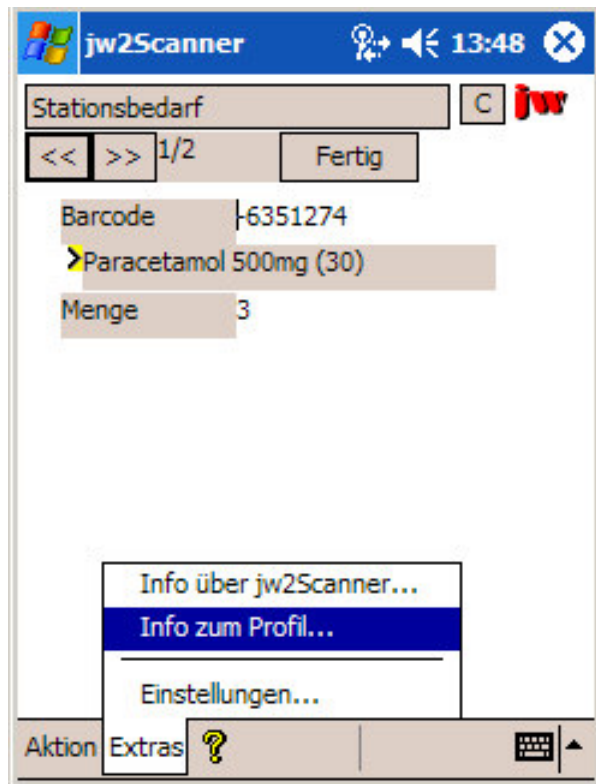 jw2Scanner 13:48
Stationsbedarf C jw
<< >> 1/2 Fertig
Barcode -6351274
>Paracetamol 500mg (30)
Menge 3
Info über jw2Scanner...
Info zum Profil...
Einstellungen...
Aktion Extras ?